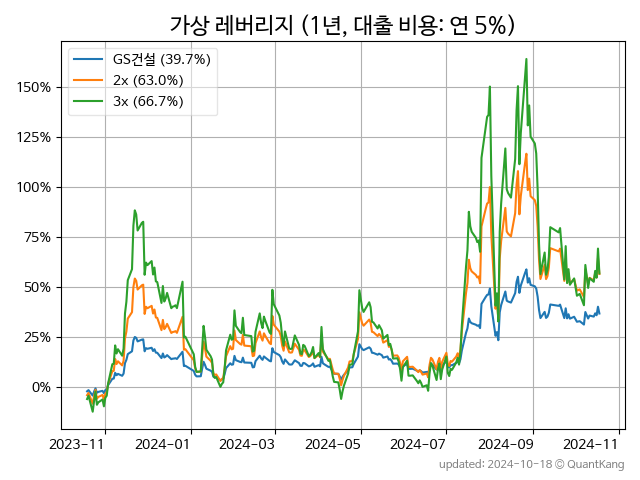 가상 레버리지 (1년, 대출 비용: 연 5%)
GS건설 (39.7%)
2x (63.0%)
3x (66.7%)
150%
125%
100%
75%
50%
25%
0%
2023-11 2024-01 2024-03 2024-05 2024-07 2024-09 2024-11
updated: 2024-10-18 © QuantKang